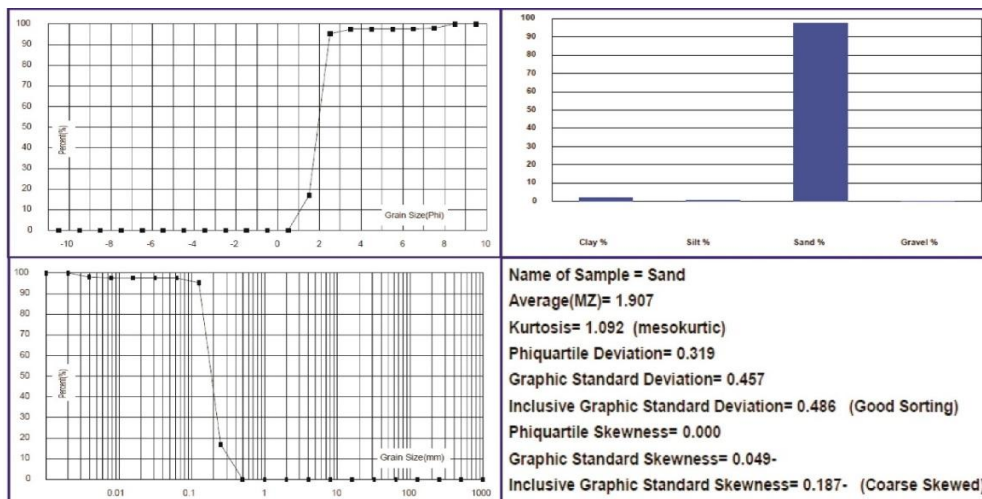 100
90
80
70
60
50
40
30
20
10
0
Percent(%)
Grain Size(Phi)
-10 -8 -6 -4 -2 0 2 4 6 8 10
100
90
80
70
60
50
40
30
20
10
0
Clay % Silt % Sand % Gravel %
100
90
80
70
60
50
40
30
20
10
0
Percent(%)
Grain Size(mm)
0.01 0.1 1 10 100 1000
Name of Sample = Sand
Average(MZ)= 1.907
Kurtosis= 1.092 (mesokurtic)
Phiquartile Deviation= 0.319
Graphic Standard Deviation= 0.457
Inclusive Graphic Standard Deviation= 0.486 (Good Sorting)
Phiquartile Skewness= 0.000
Graphic Standard Skewness= 0.049-
Inclusive Graphic Standard Skewness= 0.187- (Coarse Skewed)